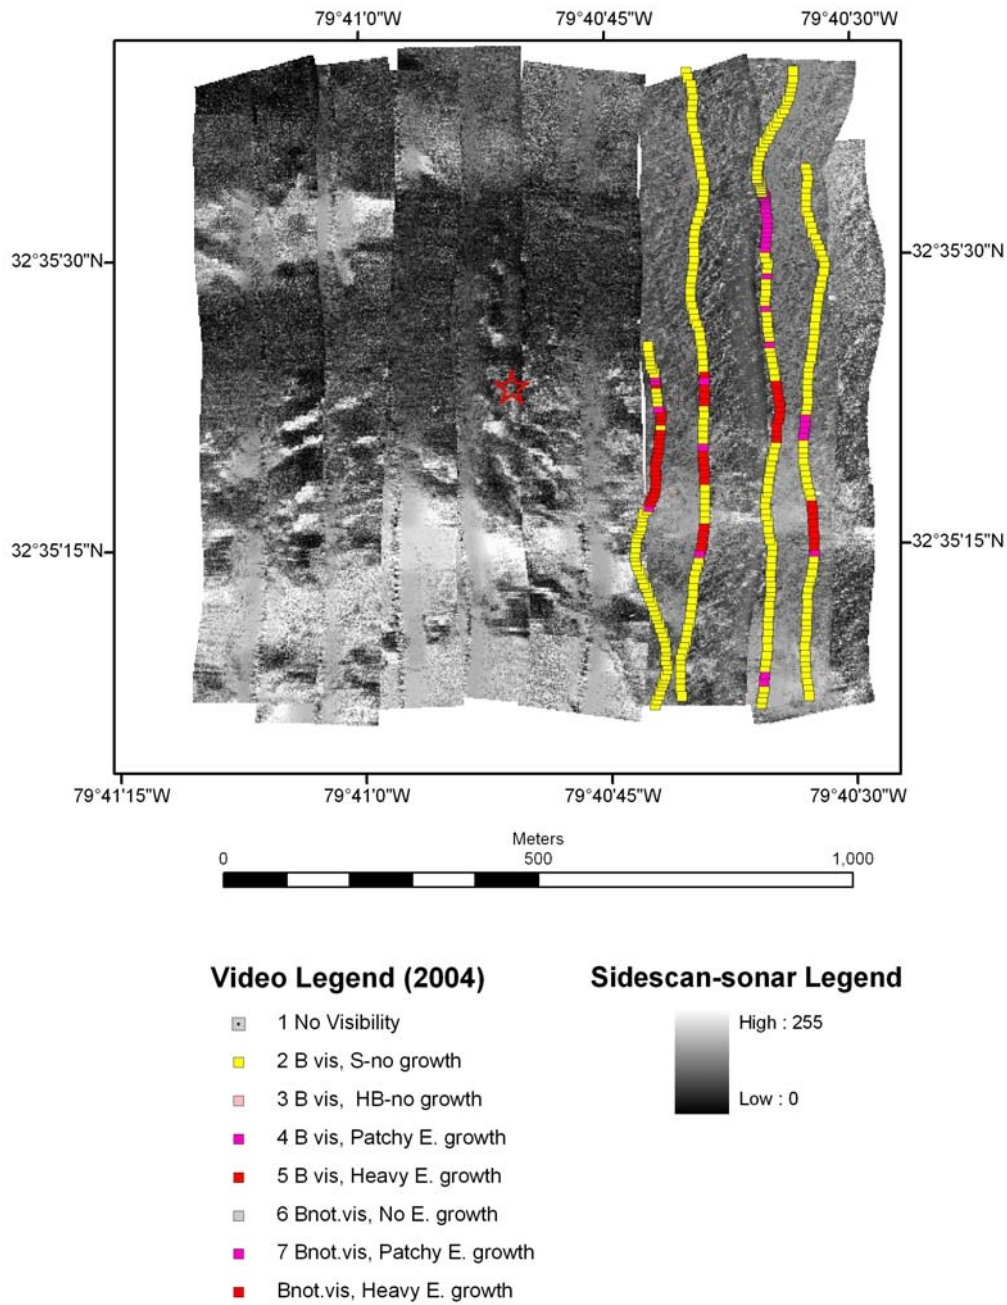 79°41'0"W 79°40'45"W 79°40'30"W
32°35'30"N 32°35'30"N
32°35'15"N 32°35'15"N
79°41'15"W 79°41'0"W 79°40'45"W 79°40'30"W
Meters
0 500 1,000
Video Legend (2004)
1 No Visibility
2 B vis, S-no growth
3 B vis, HB-no growth
4 B vis, Patchy E. growth
5 B vis, Heavy E. growth
6 Bnot.vis, No E. growth
7 Bnot.vis, Patchy E. growth
Bnot.vis, Heavy E. growth
Sidescan-sonar Legend
High : 255
Low : 0